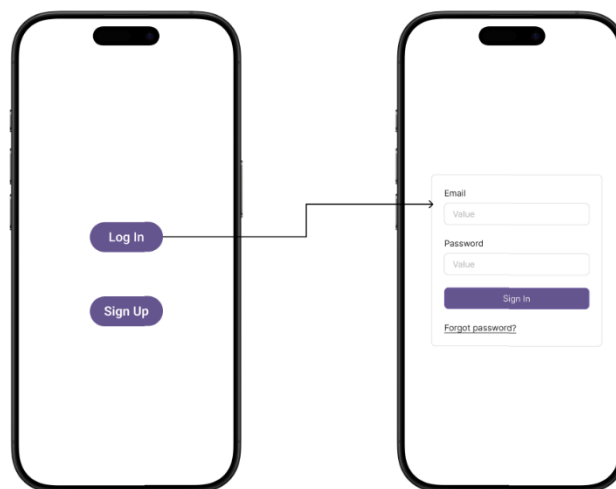 Log In
Sign Up
Email
Value
Password
Value
Sign In
Forgot password?